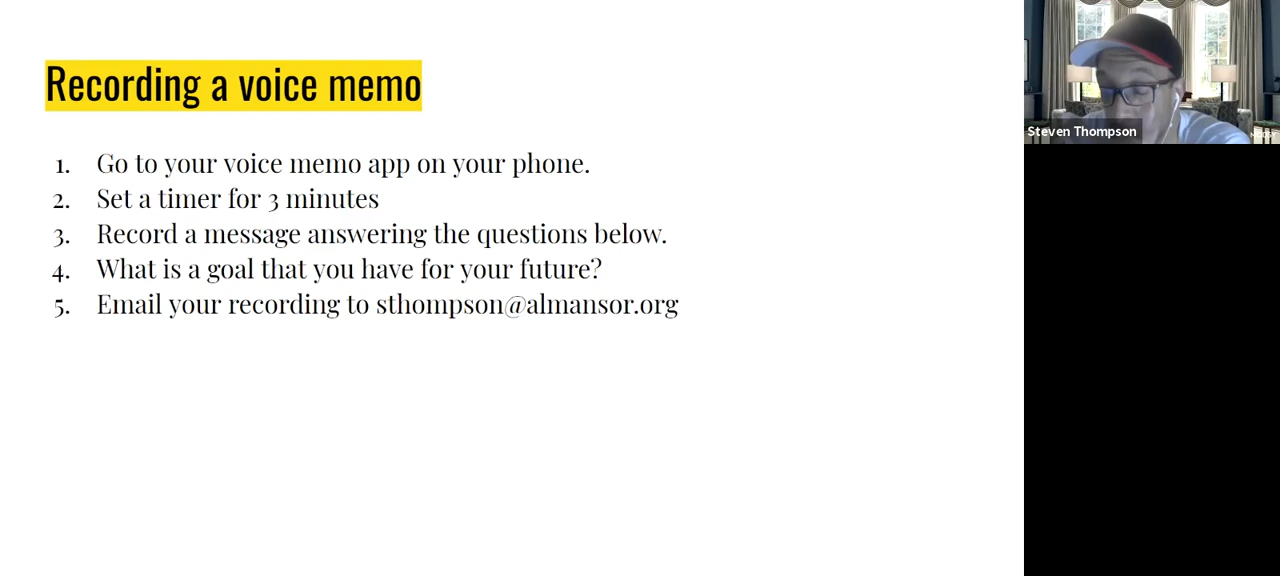 Recording a voice memo
1. Go to your voice memo app on your phone.
2. Set a timer for 3 minutes
3. Record a message answering the questions below.
4. What is a goal that you have for your future?
5. Email your recording to sthompson@almansor.org
Steven Thompson